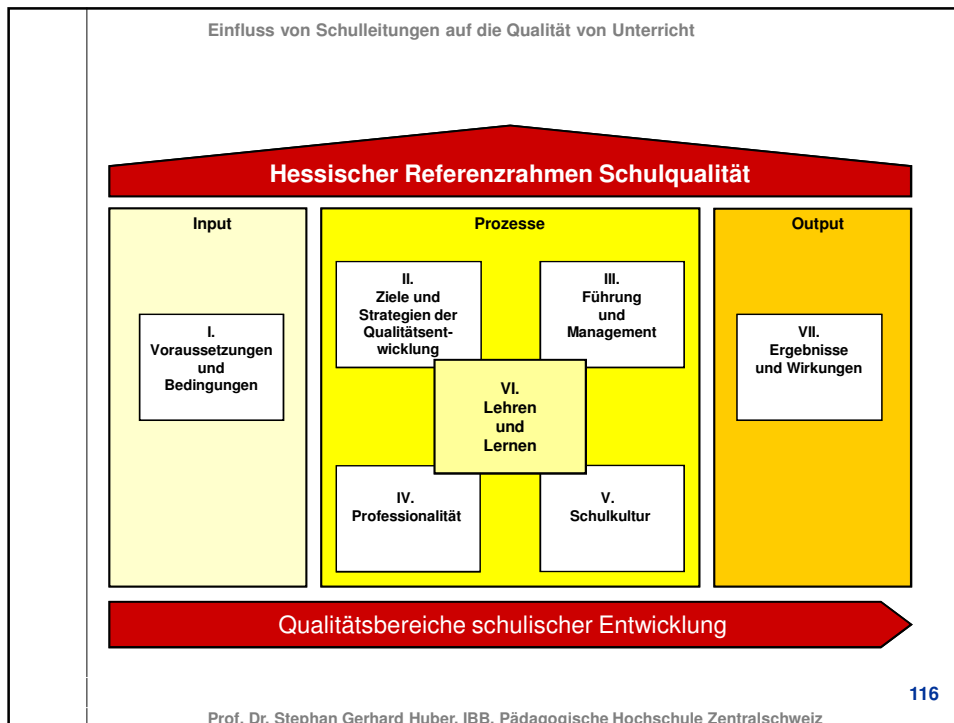 Einfluss von Schulleitungen auf die Qualität von Unterricht
Hessischer Referenzrahmen Schulqualität
Input
I.
Voraussetzungen
und
Bedingungen
Prozesse
II.
Ziele und
Strategien der
Qualitätsent-
wicklung
III.
Führung
und
Management
VI.
Lehren
und
Lernen
IV.
Professionalität
V.
Schulkultur
Output
VII.
Ergebnisse
und Wirkungen
Qualitätsbereiche schulischer Entwicklung
116
Prof. Dr. Stephan Gerhard Huber, IBB, Pädagogische Hochschule Zentralschweiz